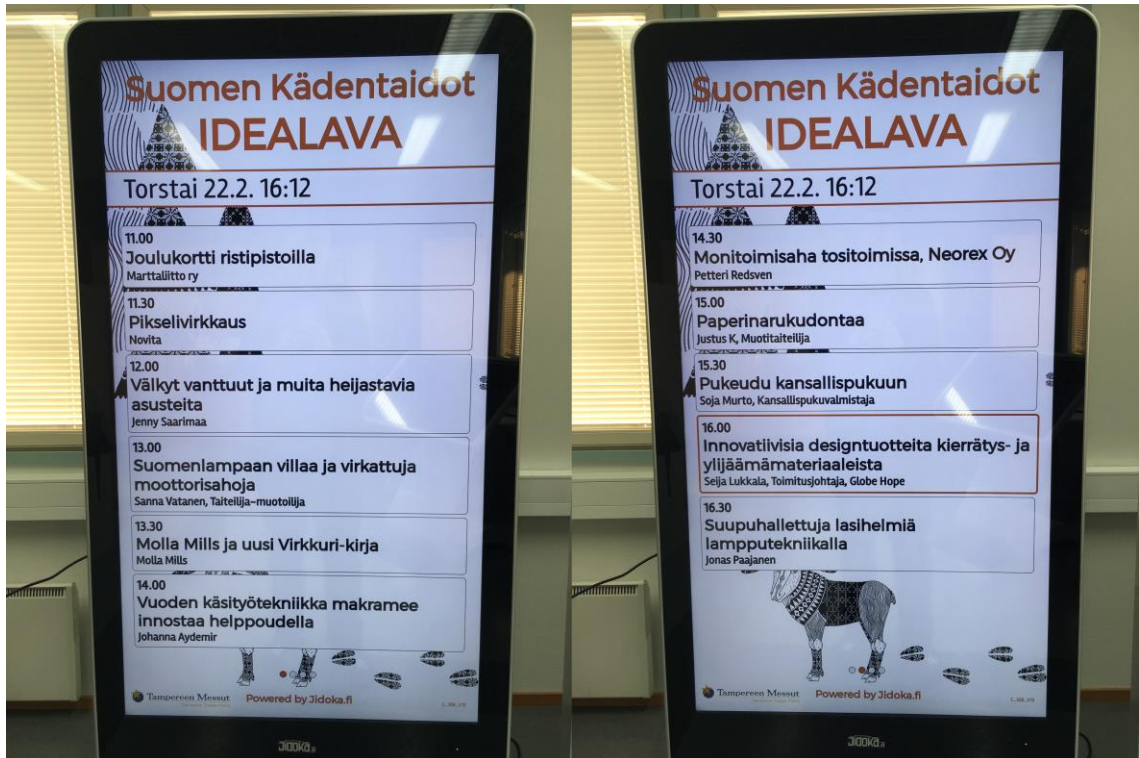 Suomen Kädentaidot
IDEALAVA
Torstai 22.2. 16:12
11.00
Joulukortti ristipistoilla
Marttaliitto ry
11.30
Pikselivirkkaus
Novita
12.00
Välkyt vanttuut ja muita heijastavia
asusteita
Jenny Saarimaa
13.00
Suomenlampaan villaa ja virkattuja
moottorisahoja
Sanna Vatanen, Taiteilija-muotoilija
13.30
Molla Mills ja uusi Virkkuri-kirja
Molla Mills
14.00
Vuoden käsityötekniikka makramee
innostaa helppoudella
Johanna Aydemir
Tampereen Messut
Powered by Jidoka.fi
Jidoka.fi
Suomen Kädentaidot
IDEALAVA
Torstai 22.2. 16:12
14.30
Monitoimisaha tositoimissa, Neorex Oy
Petteri Redsven
15.00
Paperinarukudontaa
Justus K, Muotitaiteilija
15.30
Pukeudu kansallispukuun
Soja Murto, Kansallispukuvalmistaja
16.00
Innovatiivisia designtuotteita kierrätys- ja
ylijäämämateriaaleista
Seija Lukkala, Toimitusjohtaja, Globe Hope
16.30
Suupuhallettuja lasihelmiä
lampputekniikalla
Jonas Paajanen
Tampereen Messut
Powered by Jidoka.fi
Jidoka.fi